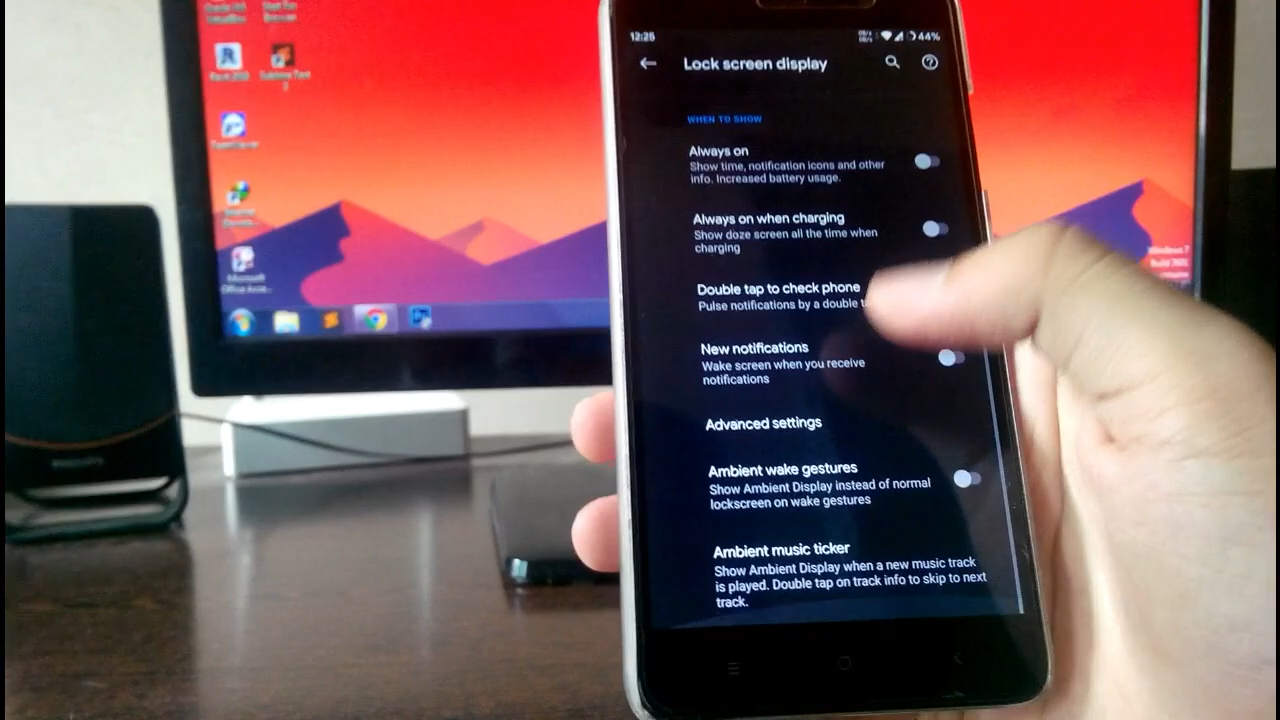 12:25
44%
Lock screen display
WHEN TO SHOW
Always on
Show time, notification icons and other
info. Increased battery usage.
Always on when charging
Show doze screen all the time when
charging
Double tap to check phone
Pulse notifications by a double
New notifications
Wake screen when you receive
notifications
Advanced settings
Ambient wake gestures
Show Ambient Display instead of normal
lockscreen on wake gestures
Ambient music ticker
Show Ambient Display when a new music track
is played. Double tap on track info to skip to next
track.
Windows 7